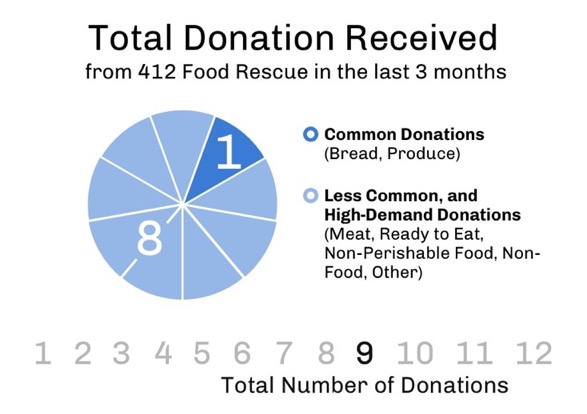 Total Donation Received
from 412 Food Rescue in the last 3 months
1
8
Common Donations
(Bread, Produce)
Less Common, and
High-Demand Donations
(Meat, Ready to Eat,
Non-Perishable Food, Non-
Food, Other)
1 2 3 4 5 6 7 8 9 10 11 12
Total Number of Donations